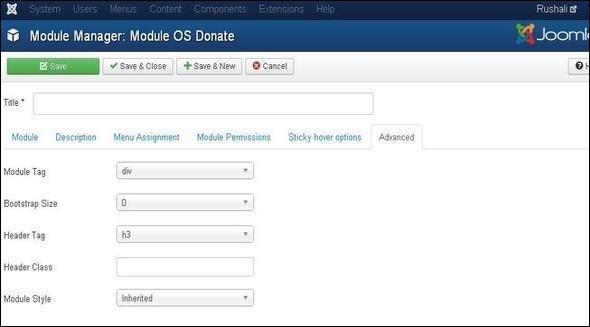 System Users Menus Content Components Extensions Help Rushali
Module Manager: Module OS Donate
Save Save & Close Save & New Cancel
Title *
Module Description Menu Assignment Module Permissions Sticky hover options Advanced
Module Tag div
Bootstrap Size 0
Header Tag h3
Header Class
Module Style Inherited